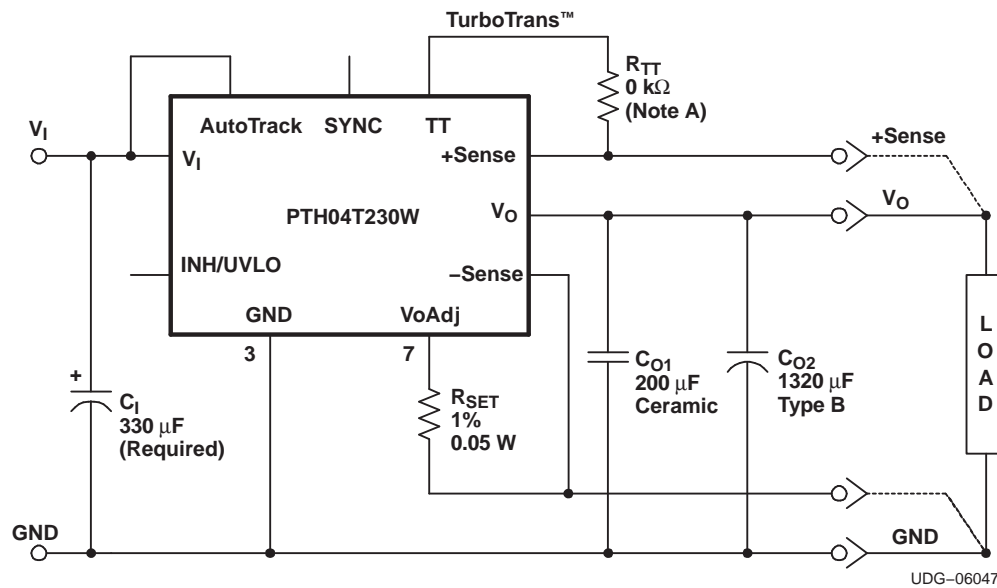 TurboTrans™
R_TT
0 kΩ
(Note A)
AutoTrack
SYNC
TT
V_I
V_I
+Sense
+Sense
V_O
V_O
PTH04T230W
INH/UVLO
−Sense
GND
VoAdj
3
7
+
C_I
330 μF
(Required)
R_SET
1%
0.05 W
C_O1
200 μF
Ceramic
C_O2
1320 μF
Type B
L
O
A
D
GND
GND
UDG−06047